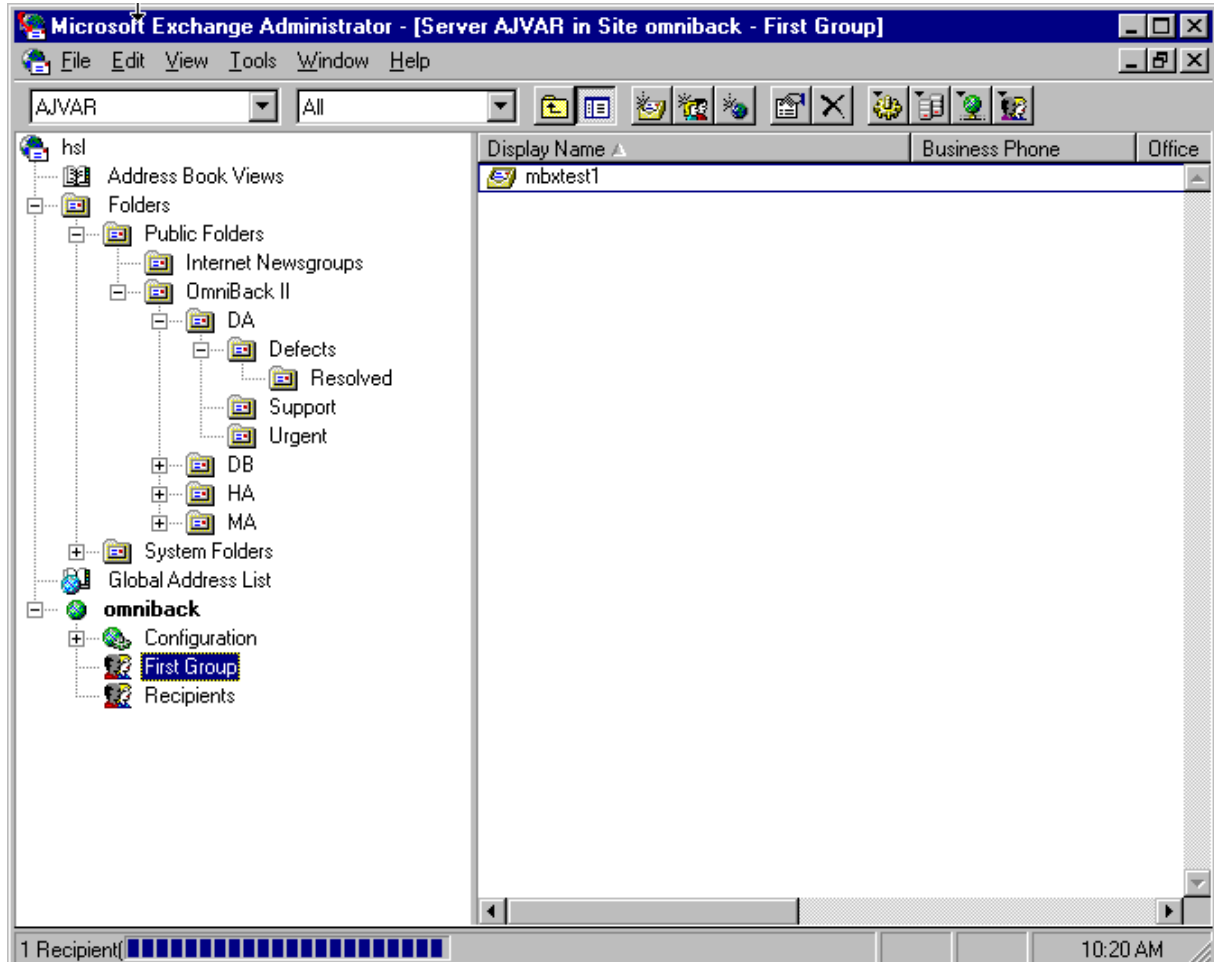 Microsoft Exchange Administrator - [Server AJVAR in Site omniback - First Group]
File Edit View Tools Window Help
AJVAR All
hsl
Address Book Views
Folders
Public Folders
Internet Newsgroups
OmniBack II
DA
Defects
Resolved
Support
Urgent
DB
HA
MA
System Folders
Global Address List
omniback
Configuration
First Group
Recipients
Display Name Business Phone Office
mbxtest1
1 Recipient( 10:20 AM